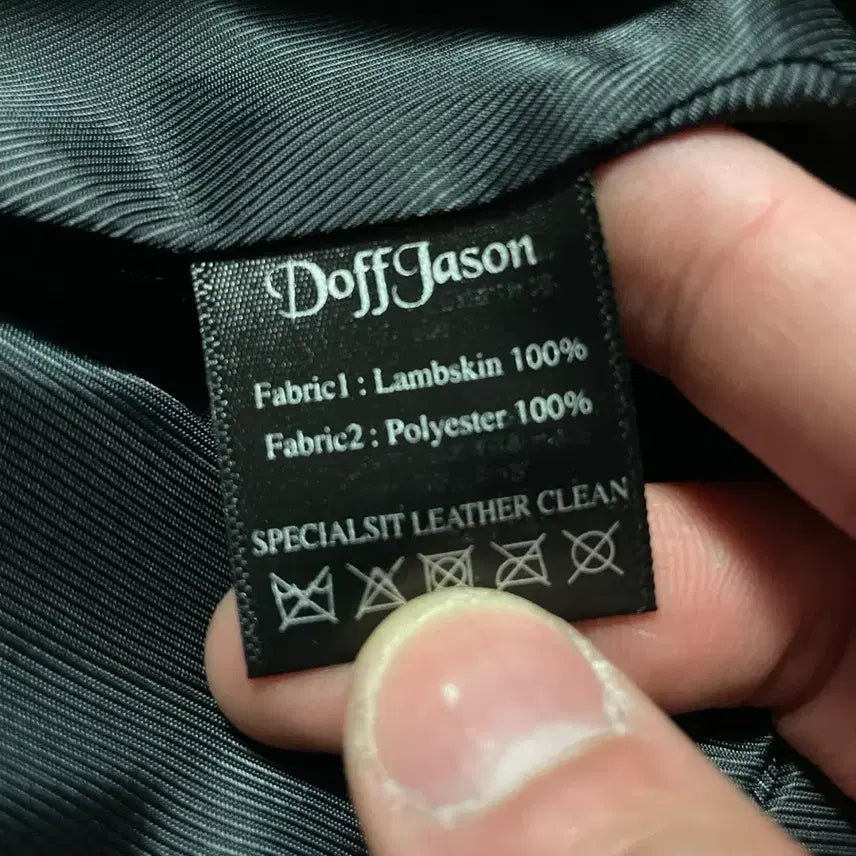 DoffJason
Fabric1 : Lambskin 100%
Fabric2 : Polyester 100%
SPECIALSIT LEATHER CLEAN